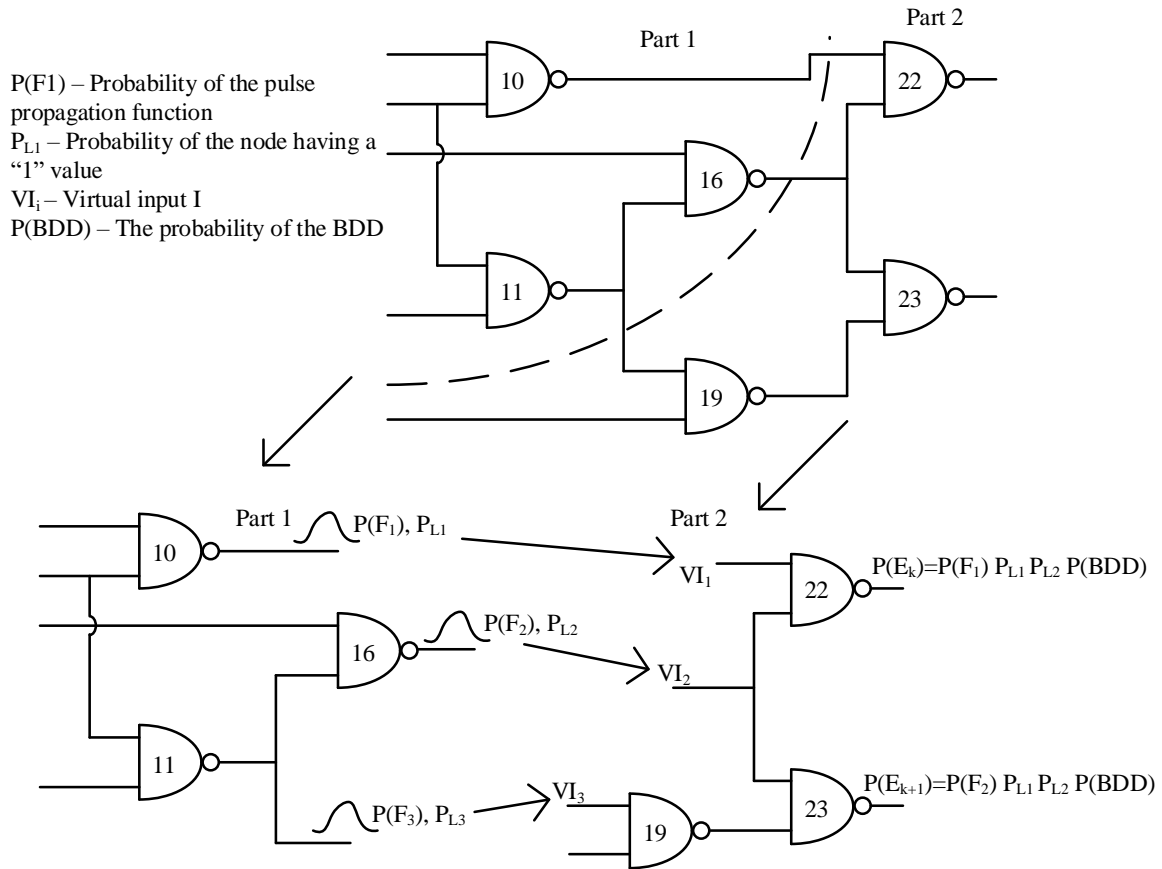 Part 2
Part 1
10
22
P(F1) – Probability of the pulse
propagation function
P_L1 – Probability of the node having a
“1” value
VI_i – Virtual input I
P(BDD) – The probability of the BDD
16
11
23
19
Part 1
P(F_1), P_L1
Part 2
10
VI_1
22
P(E_k)=P(F_1) P_L1 P_L2 P(BDD)
16
P(F_2), P_L2
VI_2
11
VI_3
23
P(E_k+1)=P(F_2) P_L1 P_L2 P(BDD)
P(F_3), P_L3
19